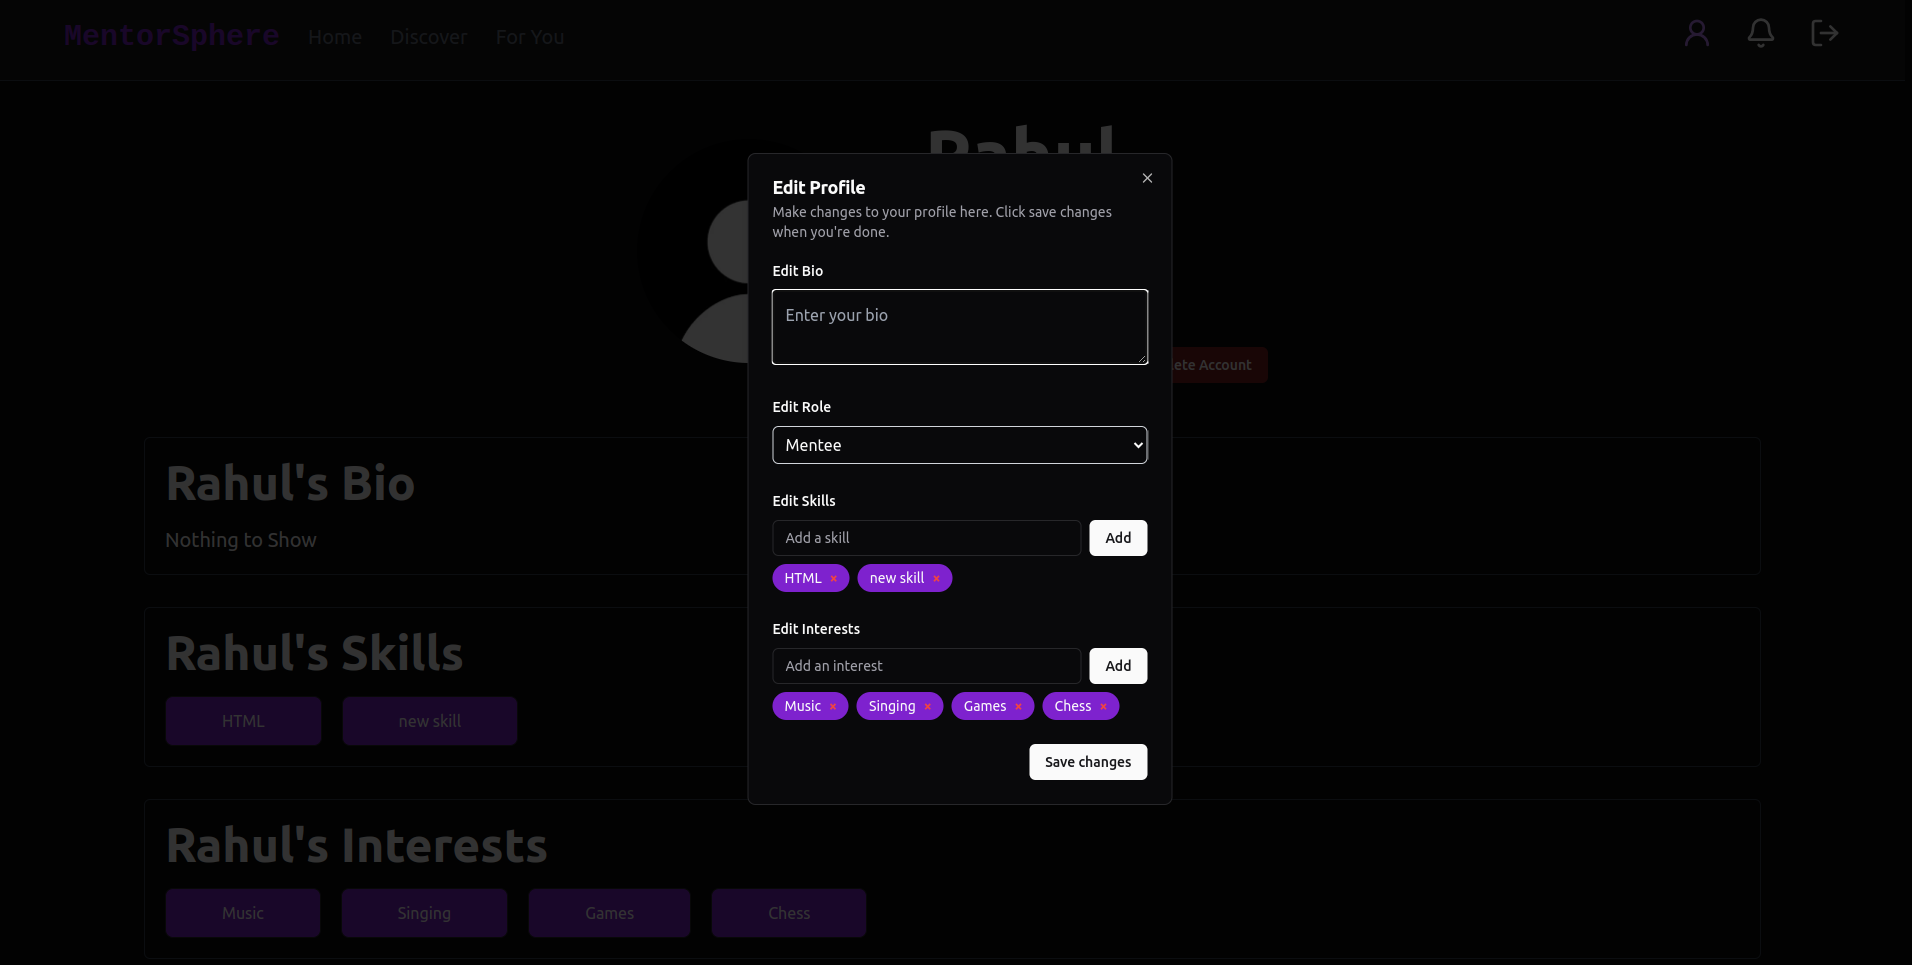 MentorSphere Home Discover For You
Rahul
Edit Profile
Make changes to your profile here. Click save changes
when you're done.
Edit Bio
Enter your bio
ete Account
Edit Role
Mentee
Rahul's Bio
Nothing to Show
Edit Skills
Add a skill Add
HTML × new skill ×
Edit Interests
Add an interest Add
Music × Singing × Games × Chess ×
Save changes
Rahul's Skills
HTML new skill
Rahul's Interests
Music Singing Games Chess